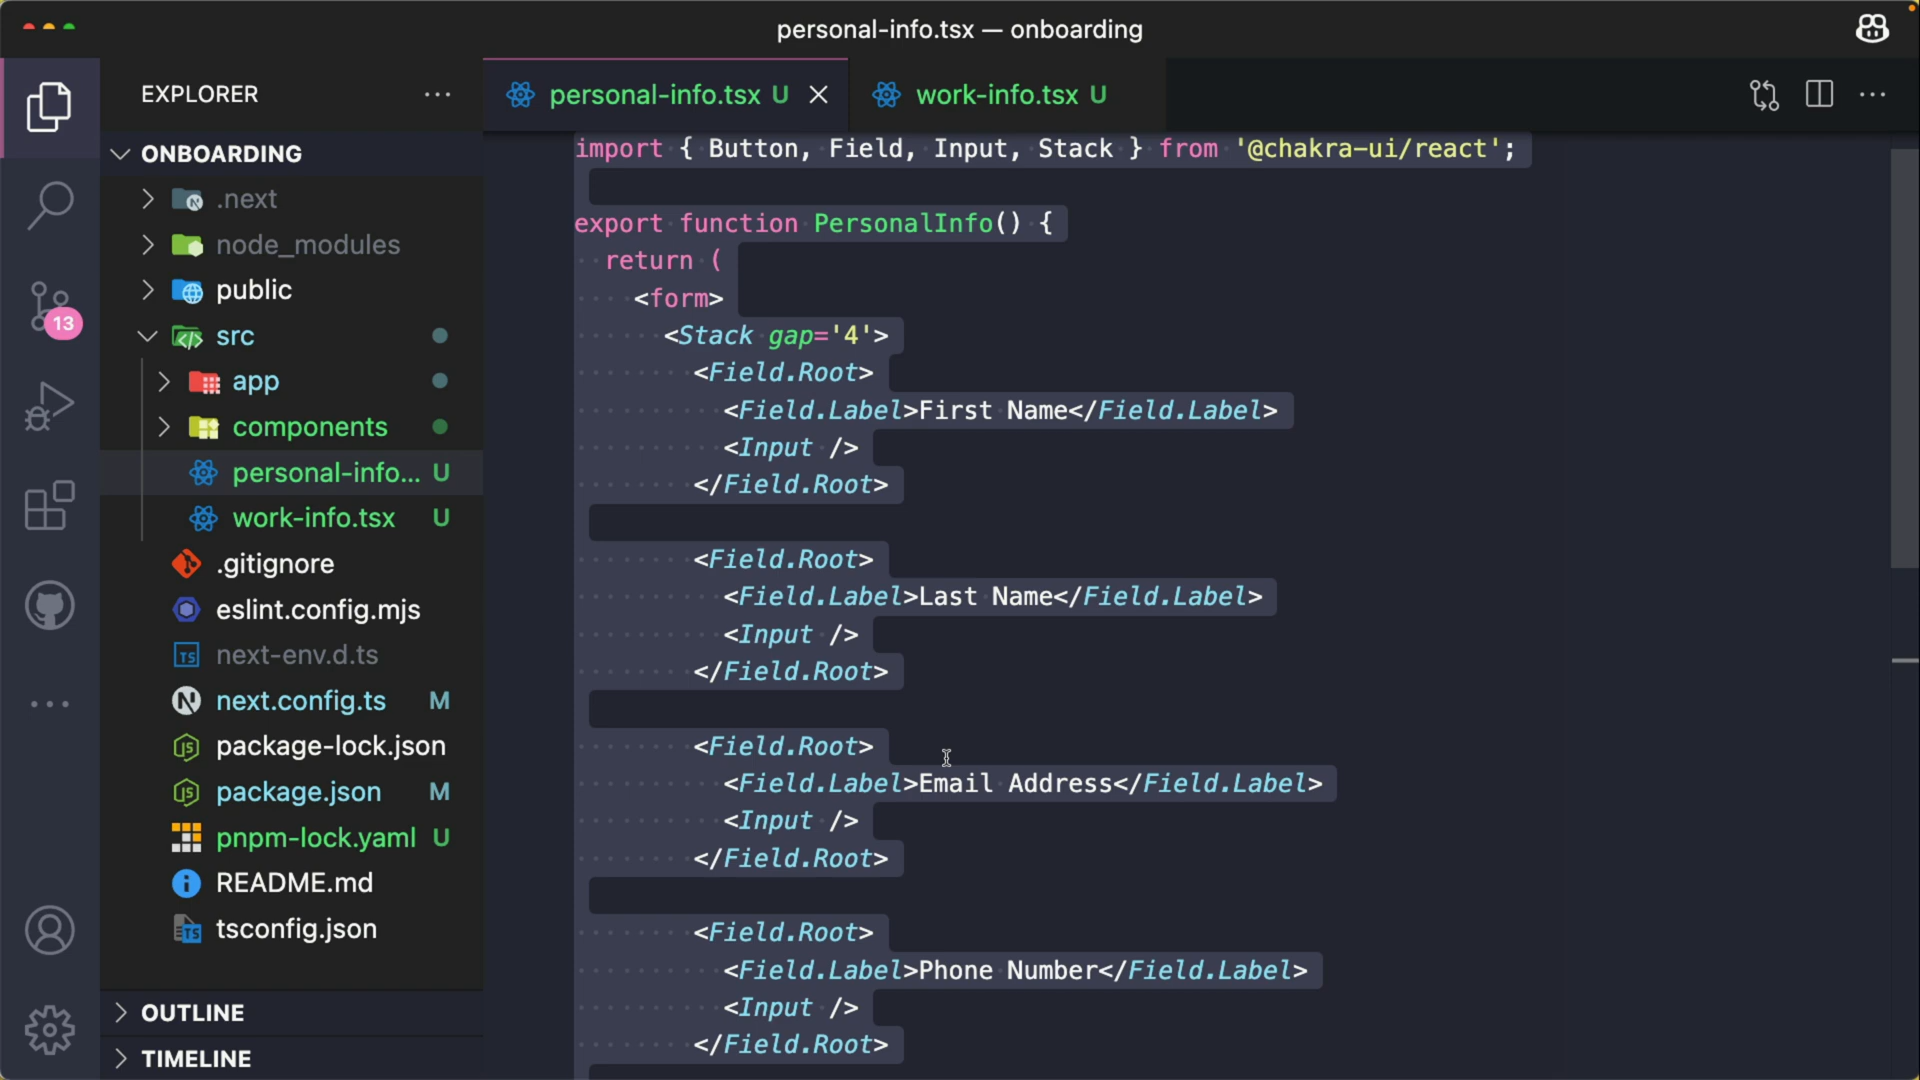 personal-info.tsx — onboarding
EXPLORER
ONBOARDING
.next
node_modules
public
src
app
components
personal-info... U
work-info.tsx U
.gitignore
eslint.config.mjs
next-env.d.ts
next.config.ts M
package-lock.json
package.json M
pnpm-lock.yaml U
README.md
tsconfig.json
OUTLINE
TIMELINE
13
personal-info.tsx U
work-info.tsx U
import { Button, Field, Input, Stack } from '@chakra-ui/react';
export function PersonalInfo() {
return (
<form>
<Stack gap='4'>
<Field.Root>
<Field.Label>First Name</Field.Label>
<Input />
</Field.Root>
<Field.Root>
<Field.Label>Last Name</Field.Label>
<Input />
</Field.Root>
<Field.Root>
<Field.Label>Email Address</Field.Label>
<Input />
</Field.Root>
<Field.Root>
<Field.Label>Phone Number</Field.Label>
<Input />
</Field.Root>